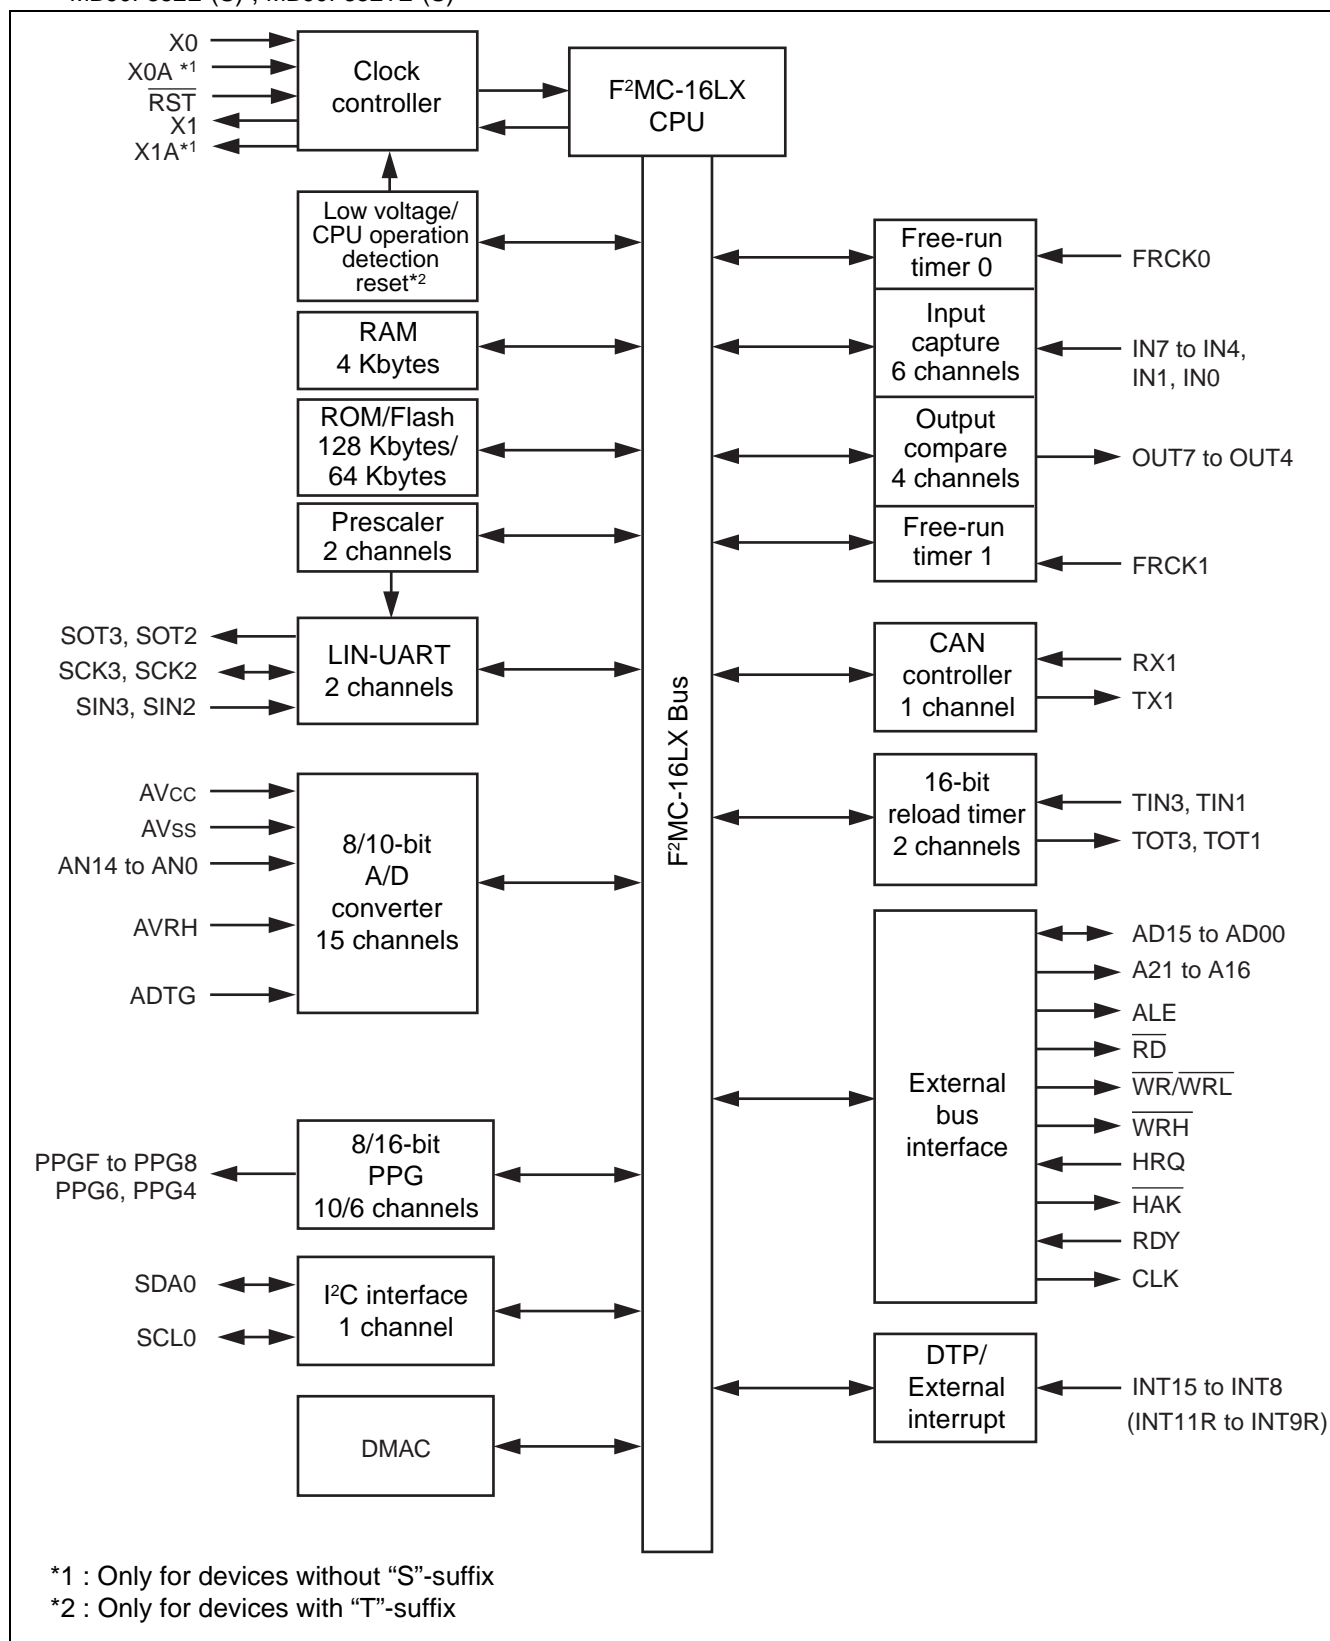 X0
X0A *1
RST
X1
X1A*1
Clock
controller
F2MC-16LX
CPU
Low voltage/
CPU operation
detection
reset*2
RAM
4 Kbytes
ROM/Flash
128 Kbytes/
64 Kbytes
Prescaler
2 channels
SOT3, SOT2
SCK3, SCK2
SIN3, SIN2
LIN-UART
2 channels
AVCC
AVSS
AN14 to AN0
AVRH
ADTG
8/10-bit
A/D
converter
15 channels
PPGF to PPG8
PPG6, PPG4
8/16-bit
PPG
10/6 channels
SDA0
SCL0
I2C interface
1 channel
DMAC
F2MC-16LX Bus
Free-run
timer 0
FRCK0
Input
capture
6 channels
IN7 to IN4,
IN1, IN0
Output
compare
4 channels
OUT7 to OUT4
Free-run
timer 1
FRCK1
CAN
controller
1 channel
RX1
TX1
16-bit
reload timer
2 channels
TIN3, TIN1
TOT3, TOT1
External
bus
interface
AD15 to AD00
A21 to A16
ALE
RD
WR/WRL
WRH
HRQ
HAK
RDY
CLK
DTP/
External
interrupt
INT15 to INT8
(INT11R to INT9R)
*1 : Only for devices without “S”-suffix
*2 : Only for devices with “T”-suffix